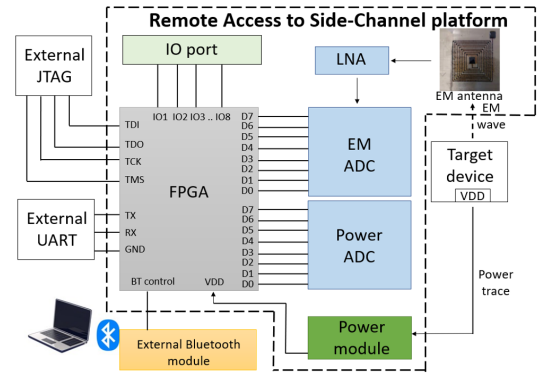 Remote Access to Side-Channel platform
External
JTAG
IO port
LNA
EM antenna
EM
wave
IO1 IO2 IO3 .. IO8
TDI
TDO
TCK
TMS
FPGA
D7
D6
D5
D4
D3
D2
D1
D0
EM
ADC
Target
device
VDD
External
UART
TX
RX
GND
D7
D6
D5
D4
D3
D2
D1
D0
Power
ADC
Power
trace
BT control
VDD
External Bluetooth
module
Power
module